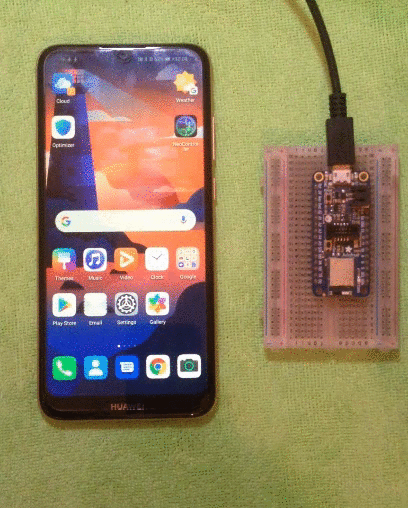 Cloud
Weather
Optimizer
G
Themes Music Video Clock Google
Play Store Email Settings Gallery
HUAWEI